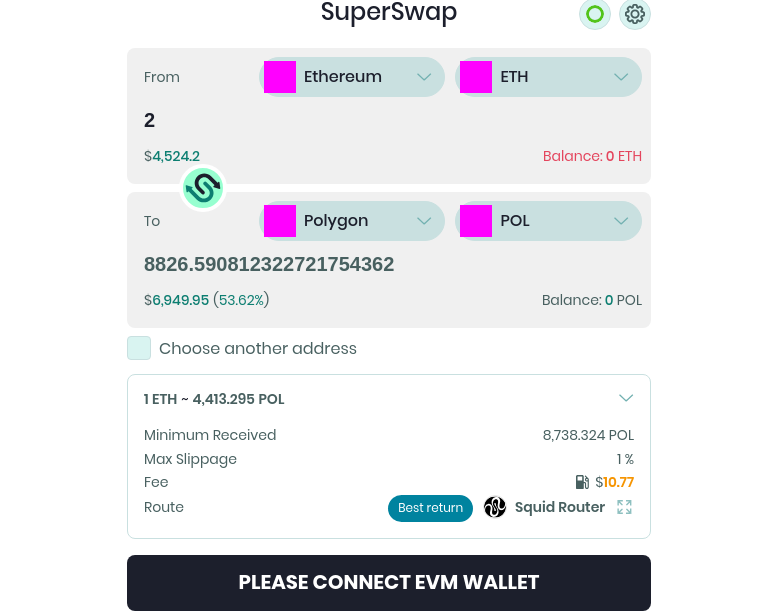 SuperSwap
From Ethereum ETH
2
$4,524.2 Balance: 0 ETH
To Polygon POL
8826.590812322721754362
$6,949.95 (53.62%) Balance: 0 POL
Choose another address
1 ETH ~ 4,413.295 POL
Minimum Received 8,738.324 POL
Max Slippage 1 %
Fee $10.77
Route Best return Squid Router
PLEASE CONNECT EVM WALLET